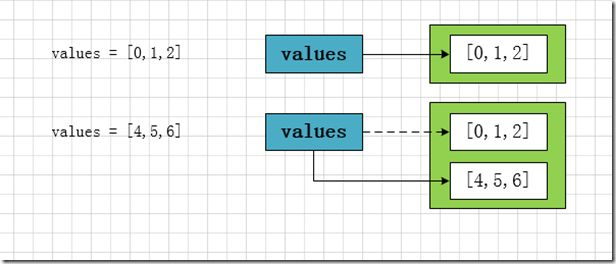 values = [0,1,2]
values
[0,1,2]
values = [4,5,6]
values
[0,1,2]
[4,5,6]